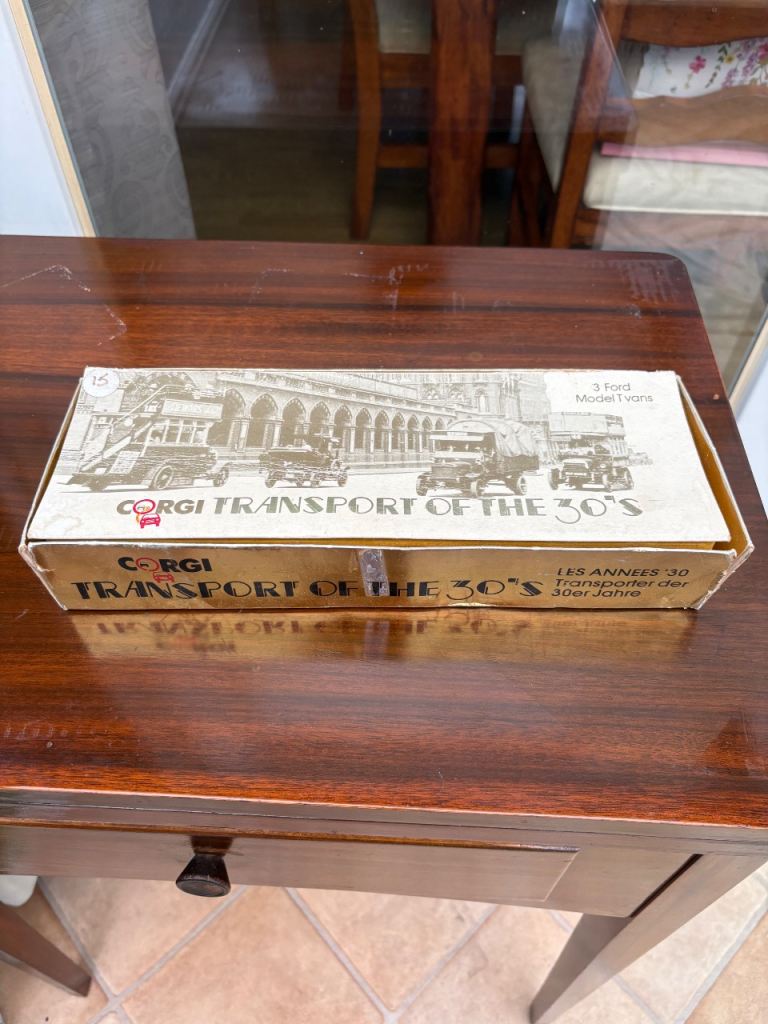 15
3 Ford
Model T vans
CORGI TRANSPORT OF THE 30'S
CORGI
TRANSPORT OF THE 30'S
LES ANNEES '30
Transporter der
30er Jahre